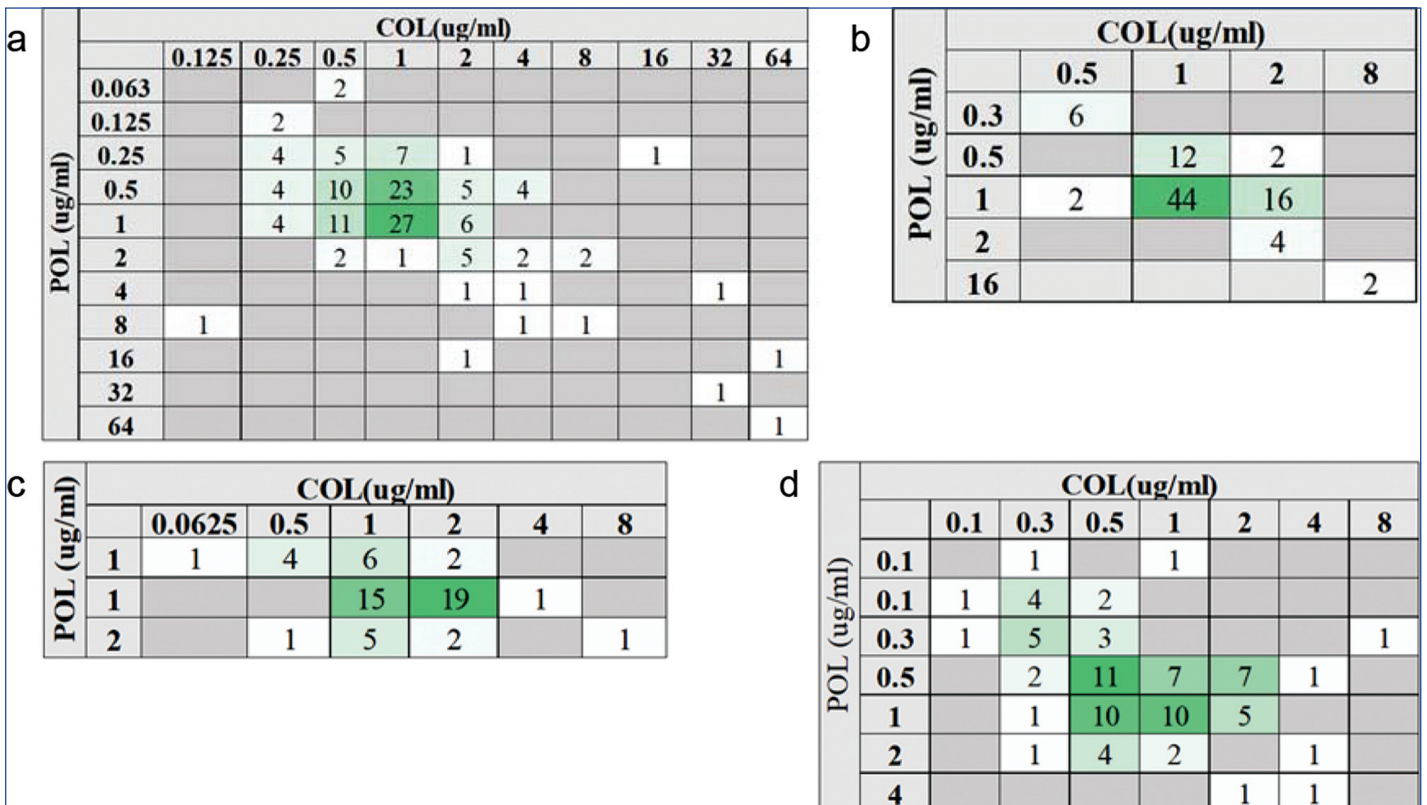 a
COL(ug/ml)
0.125 0.25 0.5 1 2 4 8 16 32 64
POL (ug/ml)
0.063 2
0.125 2
0.25 4 5 7 1 1
0.5 4 10 23 5 4
1 4 11 27 6
2 2 1 5 2 2
4 1 1 1
8 1 1 1
16 1 1
32 1
64 1
b
COL(ug/ml)
0.5 1 2 8
POL (ug/ml)
0.3 6
0.5 12 2
1 2 44 16
2 4
16 2
c
COL(ug/ml)
0.0625 0.5 1 2 4 8
POL (ug/ml)
1 1 4 6 2
1 15 19 1
2 1 5 2 1
d
COL(ug/ml)
0.1 0.3 0.5 1 2 4 8
POL (ug/ml)
0.1 1 1
0.1 1 4 2
0.3 1 5 3 1
0.5 2 11 7 7 1
1 1 10 10 5
2 1 4 2 1
4 1 1